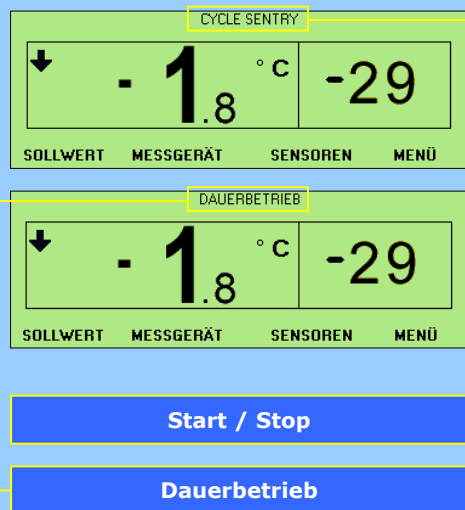 CYCLE SENTRY
- 1.8 °C -29
SOLLWERT MESSGERÄT SENSOREN MENÜ
DAUERBETRIEB
- 1.8 °C -29
SOLLWERT MESSGERÄT SENSOREN MENÜ
Start / Stop
Dauerbetrieb